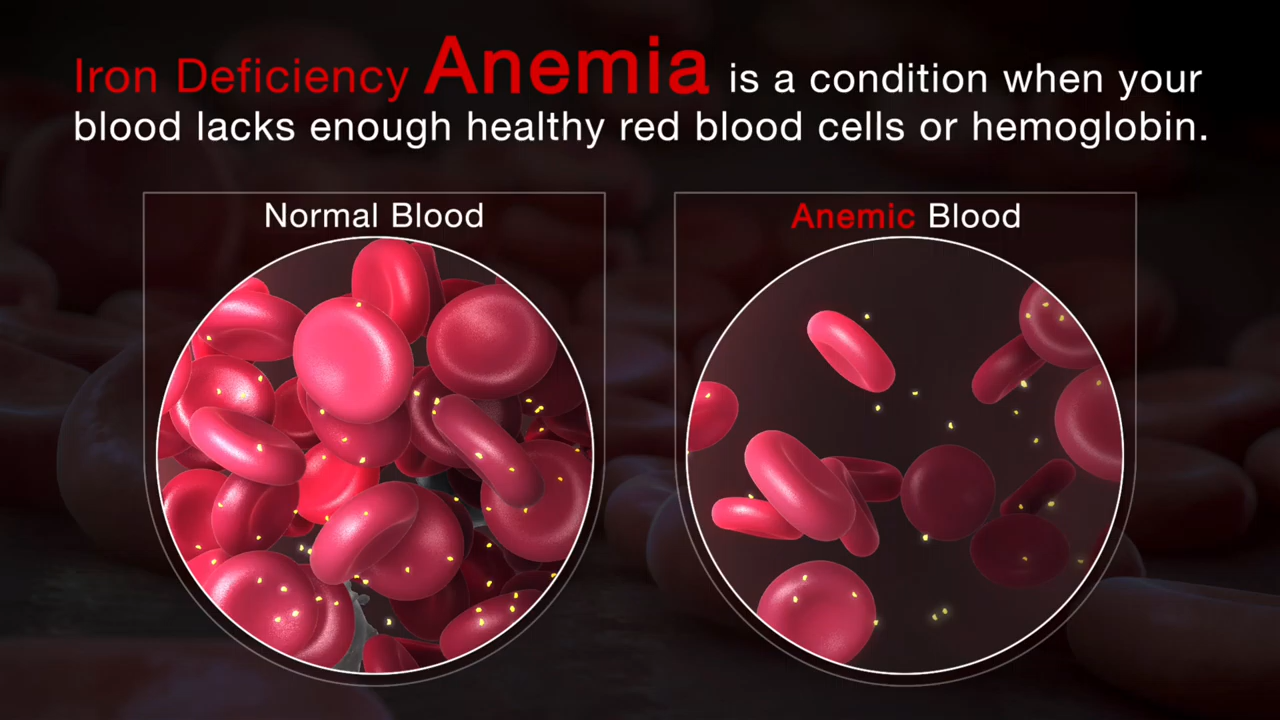 Iron Deficiency Anemia is a condition when your
blood lacks enough healthy red blood cells or hemoglobin.
Normal Blood
Anemic Blood